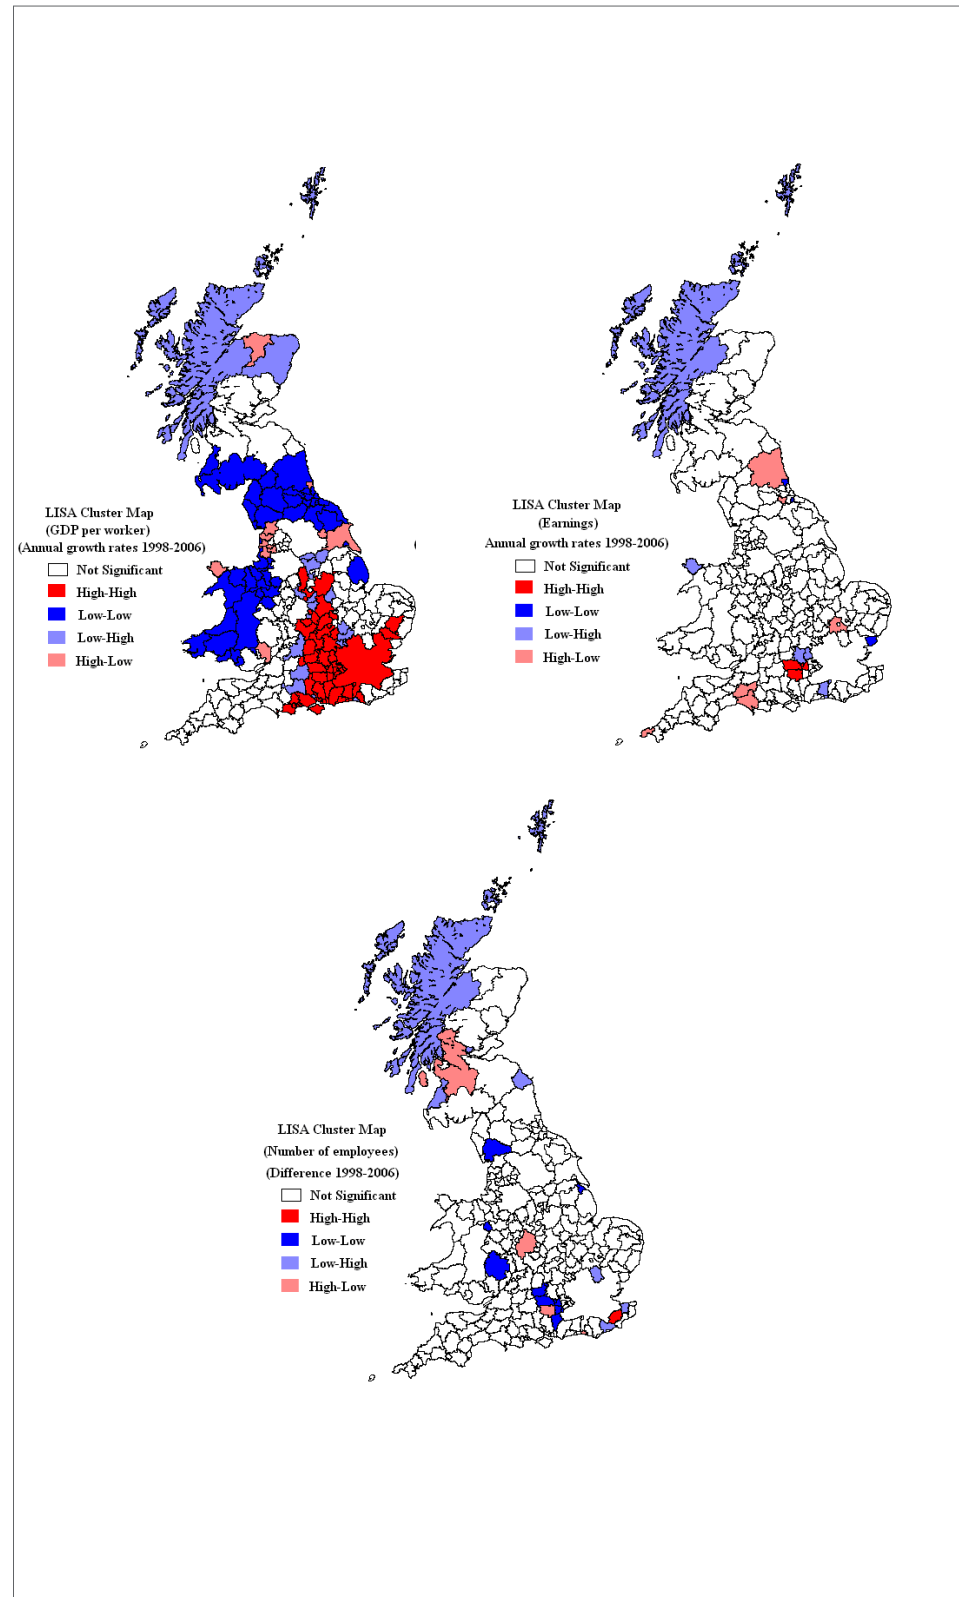 LISA Cluster Map
(GDP per worker)
(Annual growth rates 1998-2006)
Not Significant
High-High
Low-Low
Low-High
High-Low
LISA Cluster Map
(Earnings)
Annual growth rates 1998-2006)
Not Significant
High-High
Low-Low
Low-High
High-Low
(
LISA Cluster Map
(Number of employees)
(Difference 1998-2006)
Not Significant
High-High
Low-Low
Low-High
High-Low